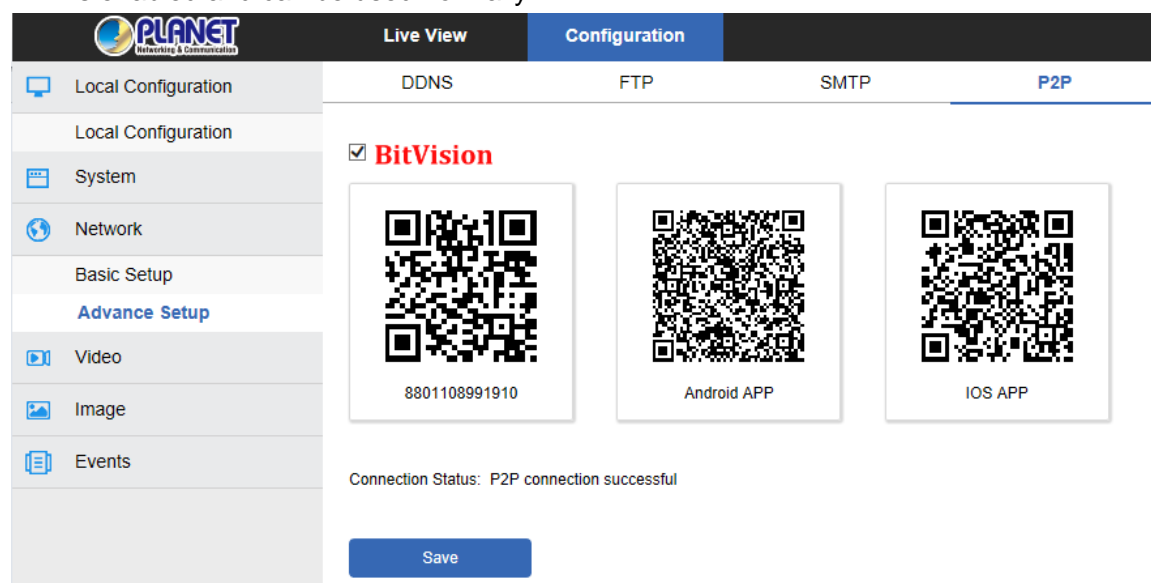 PLANET
Networking & Communication
Live View
Configuration
Local Configuration
DDNS
FTP
SMTP
P2P
Local Configuration
BitVision
System
Network
Basic Setup
Advance Setup
Video
8801108991910
Android APP
IOS APP
Image
Events
Connection Status: P2P connection successful
Save